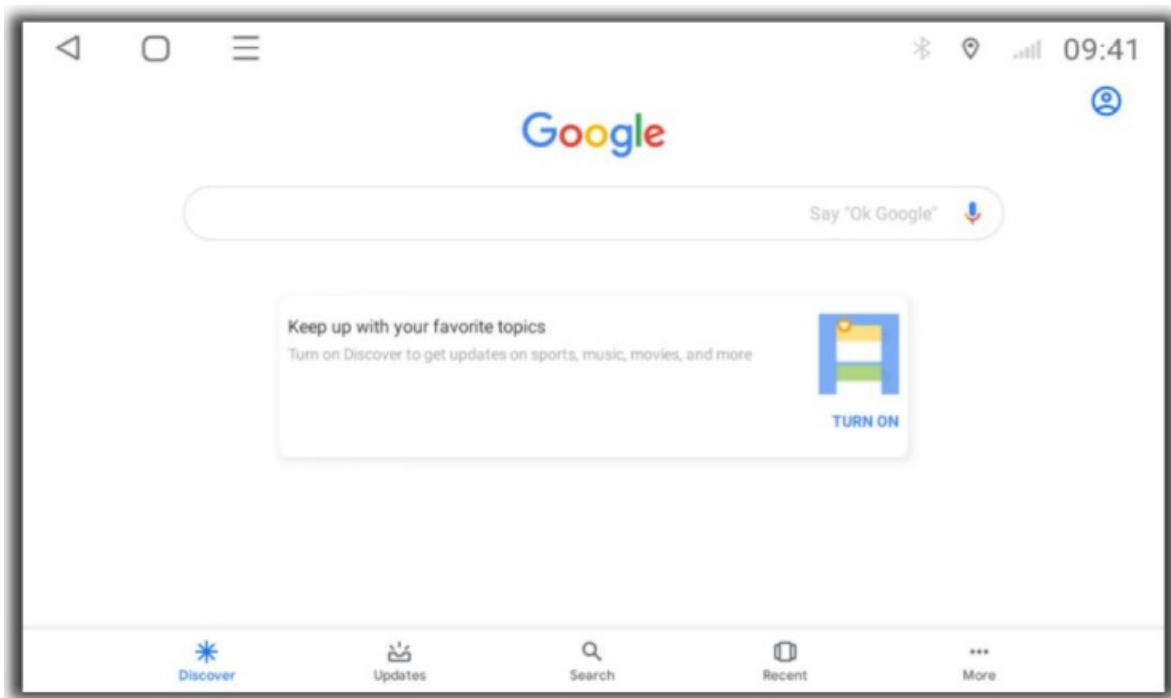 09:41
Google
Say "Ok Google"
Keep up with your favorite topics
Turn on Discover to get updates on sports, music, movies, and more
TURN ON
Discover Updates Search Recent More